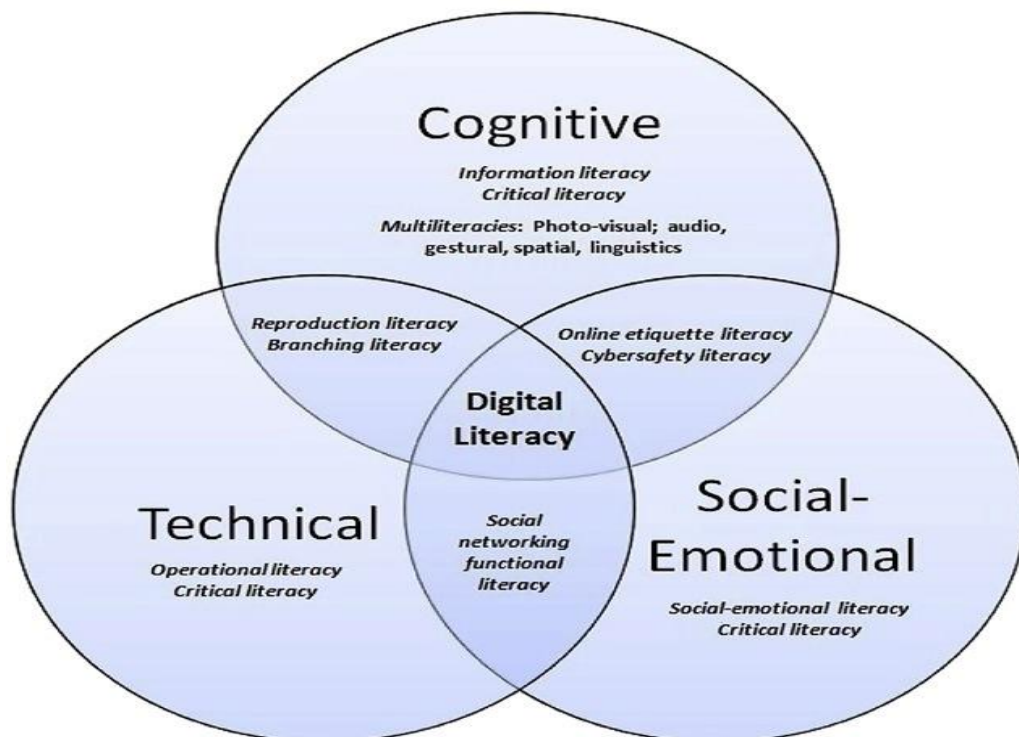 Cognitive
Information literacy
Critical literacy
Multiliteracies: Photo-visual; audio,
gestural, spatial, linguistics
Reproduction literacy
Branching literacy
Online etiquette literacy
Cybersafety literacy
Digital
Literacy
Technical
Operational literacy
Critical literacy
Social
networking
functional
literacy
Social-
Emotional
Social-emotional literacy
Critical literacy